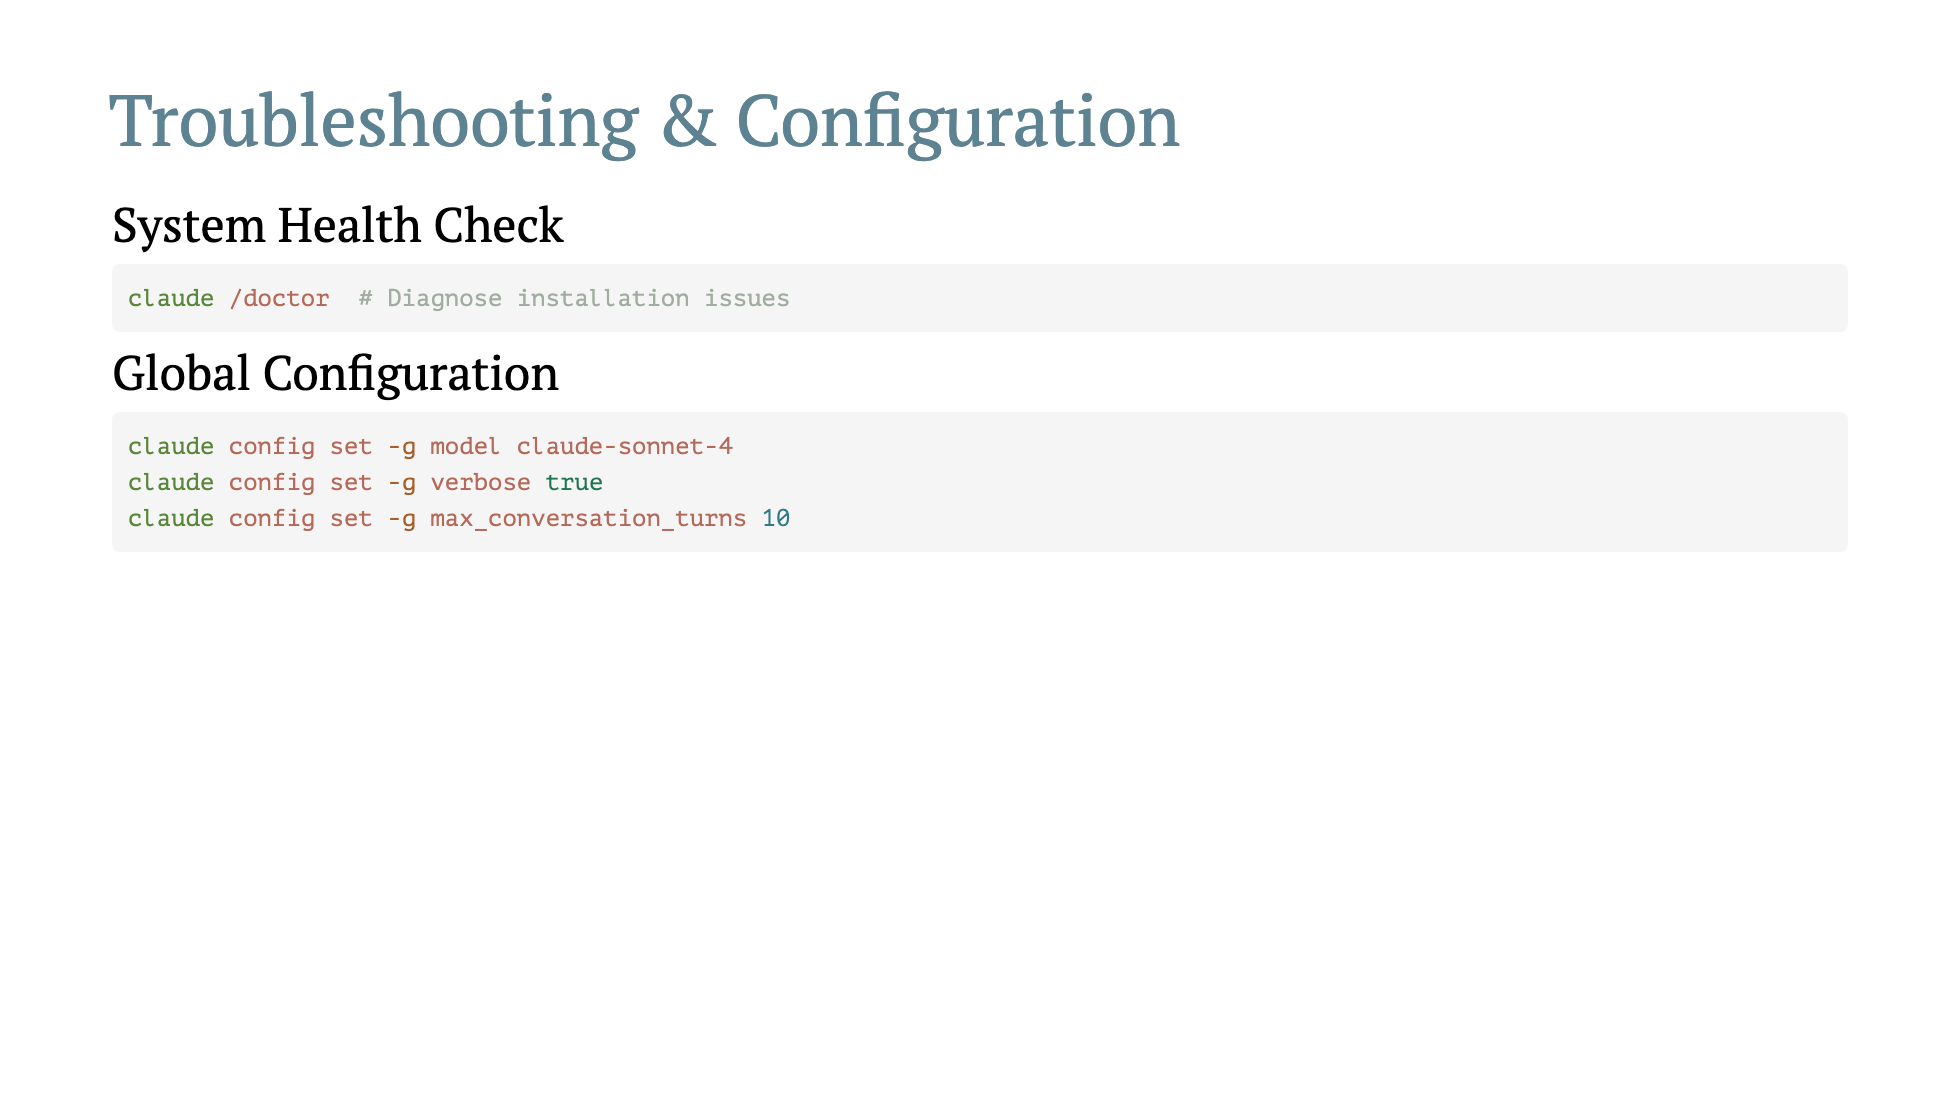 Troubleshooting & Configuration
System Health Check
claude /doctor  # Diagnose installation issues
Global Configuration
claude config set -g model claude-sonnet-4
claude config set -g verbose true
claude config set -g max_conversation_turns 10